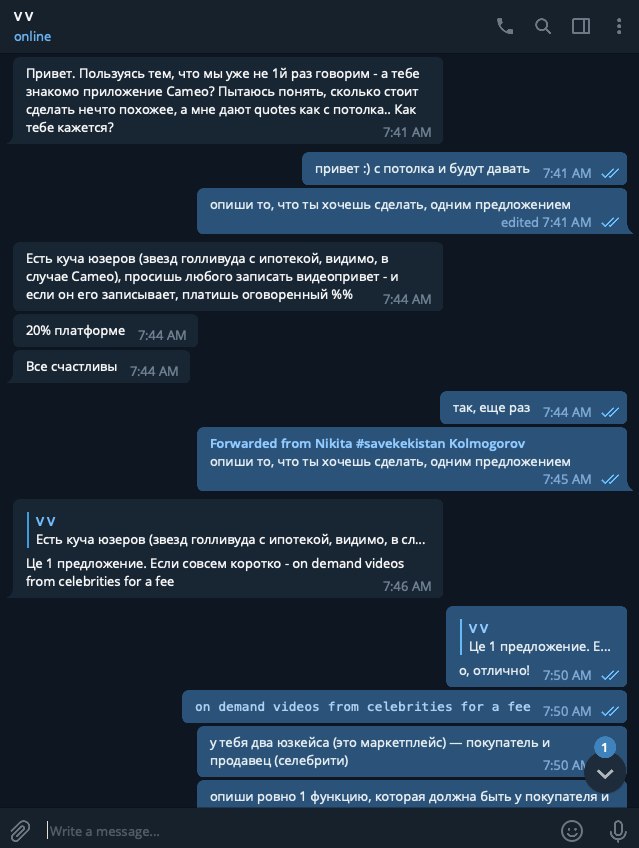 V V
online
Привет. Пользуясь тем, что мы уже не 1й раз говорим - а тебе
знакомо приложение Cameo? Пытаюсь понять, сколько стоит
сделать нечто похожее, а мне дают quotes как с потолка.. Как
тебе кажется?
7:41 AM
привет :) с потолка и будут давать
7:41 AM
опиши то, что ты хочешь сделать, одним предложением
edited 7:41 AM
Есть куча юзеров (звезд голливуда с ипотекой, видимо, в
случае Cameo), просишь любого записать видеопривет - и
если он его записывает, платишь оговоренный %%
7:44 AM
20% платформе
7:44 AM
Все счастливы
7:44 AM
так, еще раз
7:44 AM
Forwarded from Nikita #savekekistan Kolmogorov
опиши то, что ты хочешь сделать, одним предложением
7:45 AM
V V
Есть куча юзеров (звезд голливуда с ипотекой, видимо, в сл...
Це 1 предложение. Если совсем коротко - on demand videos
from celebrities for a fee
7:46 AM
V V
Це 1 предложение. Е...
о, отлично!
7:50 AM
on demand videos from celebrities for a fee
7:50 AM
у тебя два юзкейса (это маркетплейс) — покупатель и
продавец (селебрити)
7:50 AM
1
опиши ровно 1 функцию, которая должна быть у покупателя и
Write a message...